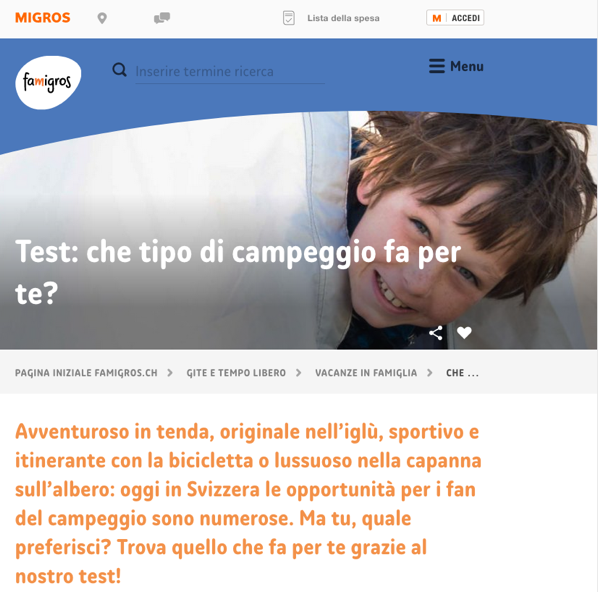 MIGROS
Lista della spesa
M ACCEDI
famigros
Inserire termine ricerca
Menu
Test: che tipo di campeggio fa per
te?
PAGINA INIZIALE FAMIGROS.CH > GITE E TEMPO LIBERO > VACANZE IN FAMIGLIA > CHE ...
Avventuroso in tenda, originale nell'iglù, sportivo e
itinerante con la bicicletta o lussuoso nella capanna
sull'albero: oggi in Svizzera le opportunità per i fan
del campeggio sono numerose. Ma tu, quale
preferisci? Trova quello che fa per te grazie al
nostro test!